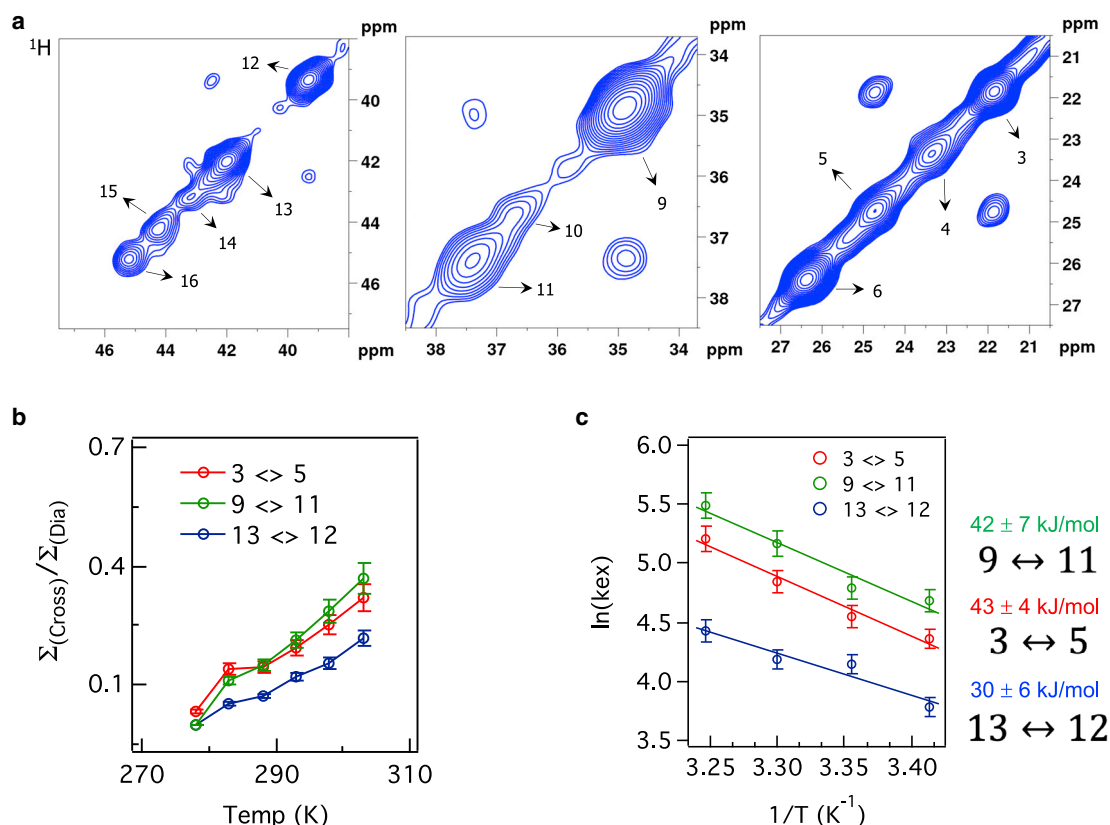 a
¹H
ppm
ppm
ppm
12
13
14
15
16
40
42
44
46
46
44
42
40
ppm
9
10
11
34
35
36
37
38
38
37
36
35
34
ppm
3
4
5
6
21
22
23
24
25
26
27
27
26
25
24
23
22
21
ppm
b
Σ(Cross)/Σ(Dia)
0.7
0.4
0.1
3 <> 5
9 <> 11
13 <> 12
270
290
310
Temp (K)
c
ln(kex)
6.0
5.5
5.0
4.5
4.0
3.5
3 <> 5
9 <> 11
13 <> 12
3.25
3.30
3.35
3.40
1/T (K⁻¹)
42 ± 7 kJ/mol
9 ↔ 11
43 ± 4 kJ/mol
3 ↔ 5
30 ± 6 kJ/mol
13 ↔ 12